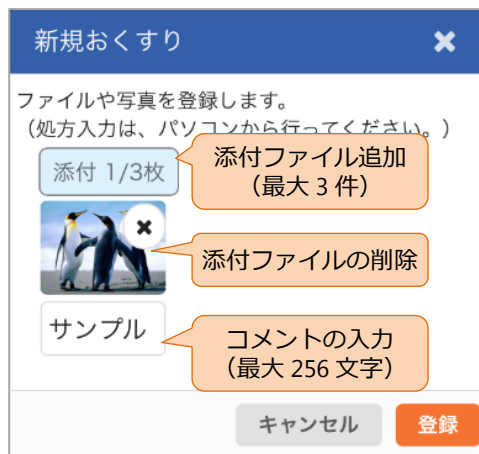 新規おくすり
ファイルや写真を登録します。
（処方入力は、パソコンから行ってください。）
添付 1/3枚
添付ファイル追加
（最大 3 件）
添付ファイルの削除
サンプル
コメントの入力
（最大 256 文字）
キャンセル
登録